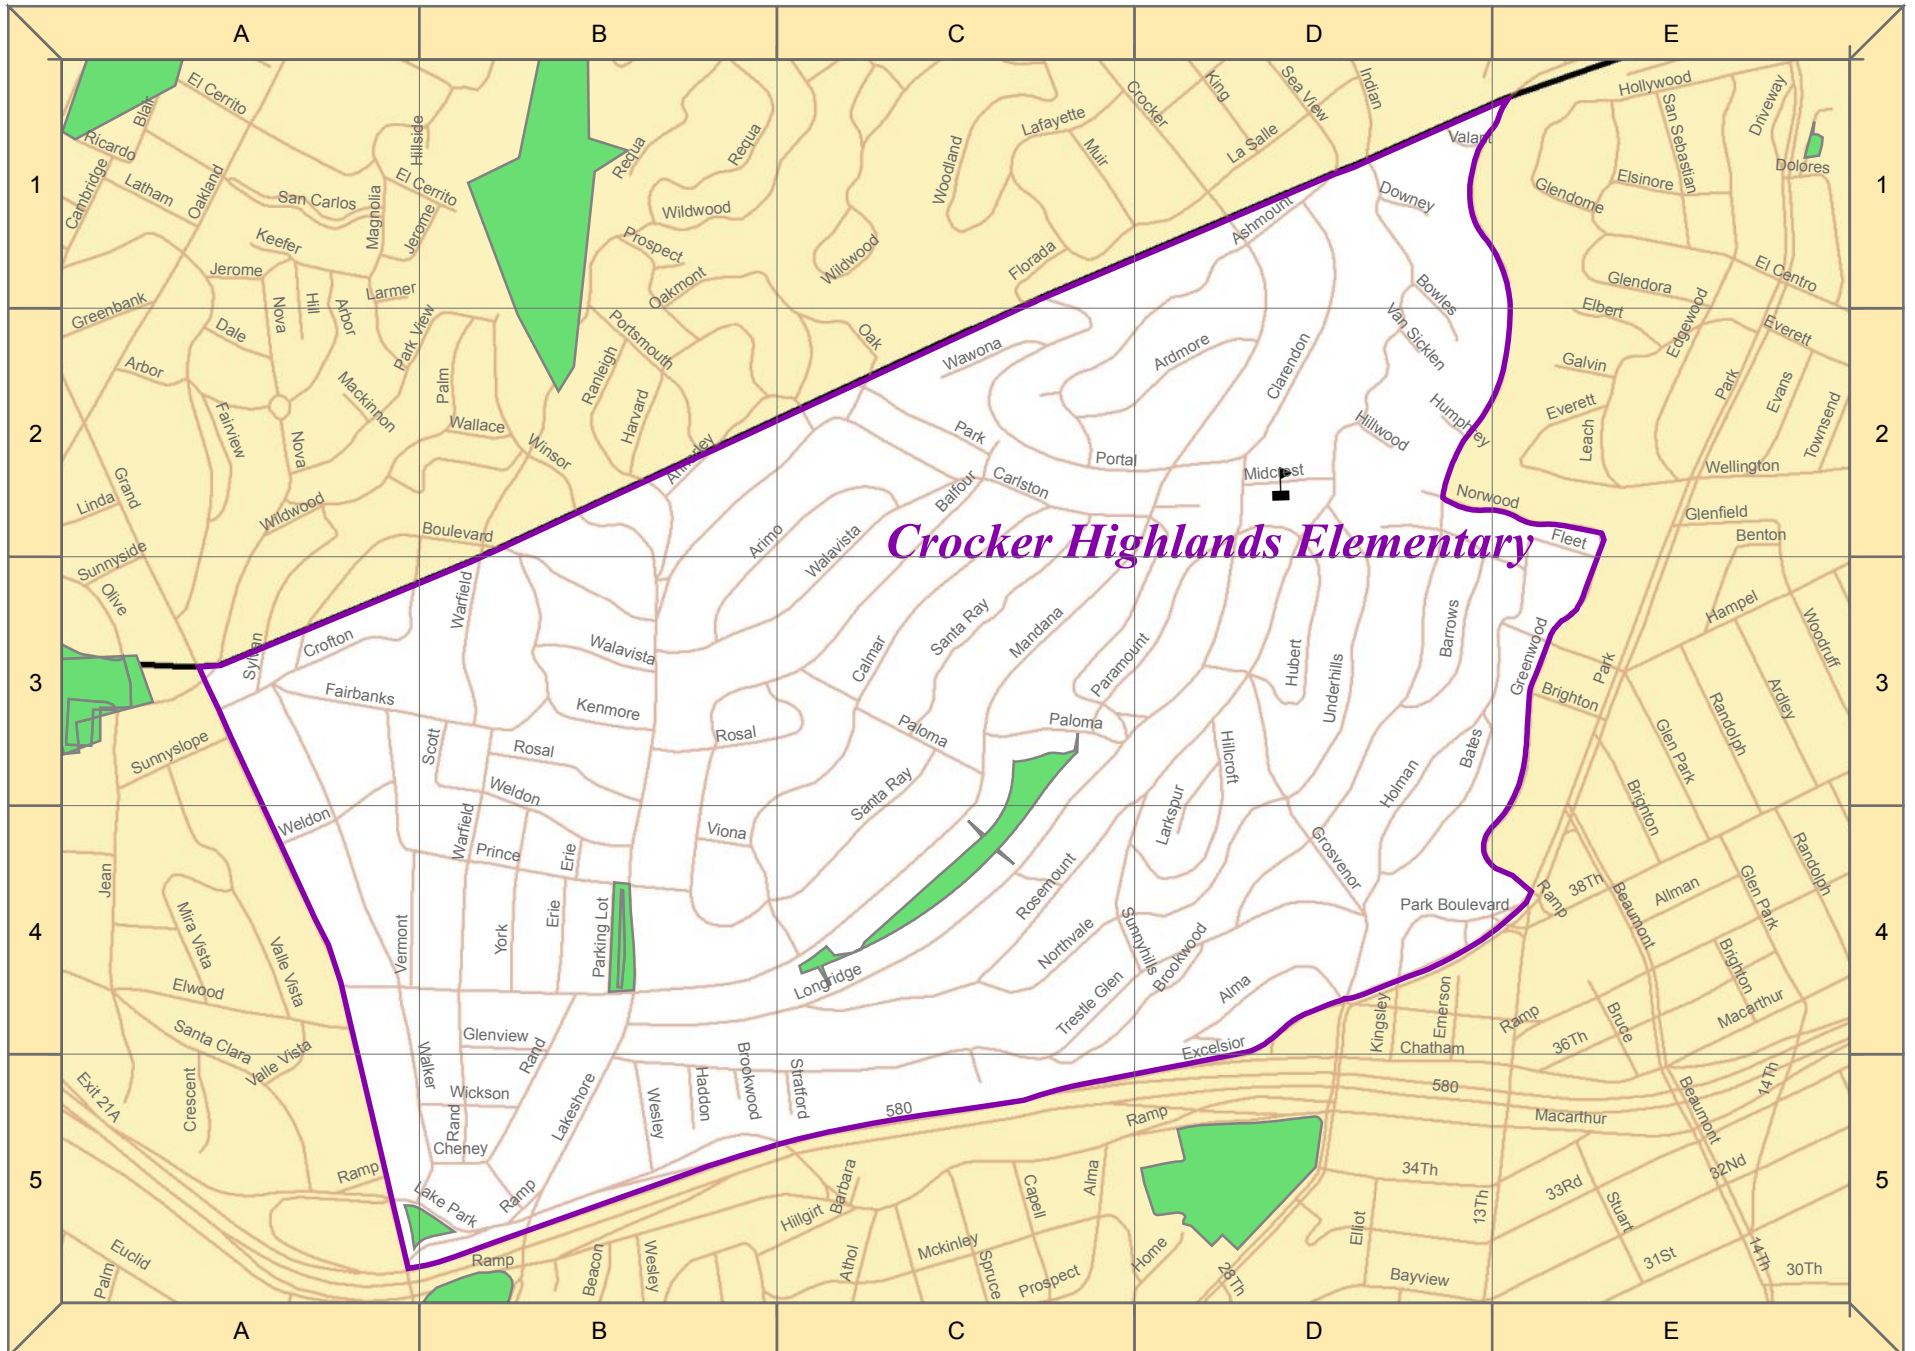 A B C D E
El Cerrito
Blair
Ricardo
Cambridge
Latham
Oakland
Hillside
San Carlos
Magnolia
El Cerrito
Jerome
Keefer
Jerome
Larmer
Greenbank
Nova
Hill
Arbor
Requa
Requa
Wildwood
Prospect
Oakmont
Woodland
Lafayette
Muir
Crocker
King
La Salle
Sea View
Indian
Wildwood
Florada
Ashmount
Downey
Valant
Bowles
Hollywood
San Sebastian
Driveway
Dolores
Glendome
Elsinore
El Centro
Glendora
1
1
Dale
Arbor
Park View
Mackinnon
Fairview
Nova
Palm
Wallace
Winsor
Portsmouth
Ranleigh
Harvard
Annerley
Oak
Wawona
Ardmore
Clarendon
Van Sicklen
Humphrey
Hillwood
Elbert
Edgewood
Everett
Galvin
Park
Evans
Townsend
Everett
Leach
Wellington
2
2
Linda
Grand
Wildwood
Sunnyside
Boulevard
Park
Carlston
Portal
Balfour
Arimo
Walavista
Midcrest
Norwood
Fleet
Glenfield
Benton
Crocker Highlands Elementary
Olive
Sylvan
Crofton
Warfield
Walavista
Calmar
Santa Ray
Mandana
Paramount
Hubert
Underhills
Barrows
Greenwood
Park
Hampel
Woodruff
3
3
Fairbanks
Kenmore
Scott
Rosal
Rosal
Paloma
Paloma
Brighton
Glen Park
Randolph
Ardley
Sunnyslope
Weldon
Santa Ray
Hillcroft
Larkspur
Holman
Bates
Brighton
Weldon
Warfield
Prince
Erie
Viona
Rosemount
Grosvenor
Randolph
Jean
Mira Vista
Valle Vista
Vermont
York
Erie
Parking Lot
Longridge
Northvale
Sunnyhills
Brookwood
Park Boulevard
Ramp
38Th
Beaumont
Allman
Glen Park
4
4
Elwood
Santa Clara
Valle Vista
Glenview
Rand
Trestle Glen
Alma
Excelsior
Kingsley
Emerson
Chatham
Ramp
36Th
Bruce
Brighton
Macarthur
Exit 21A
Crescent
Walker
Wickson
Rand
Cheney
Lakeshore
Wesley
Haddon
Brookwood
Stratford
580
580
Ramp
Macarthur
Beaumont
14Th
5
5
Ramp
Lake Park
Ramp
Ramp
Euclid
Palm
Beacon
Wesley
Hillgirt
Barbara
Athol
Mckinley
Spruce
Capell
Alma
Prospect
Home
28Th
34Th
Elliot
Bayview
13Th
33Rd
Stuart
32Nd
31St
14Th
30Th
A B C D E